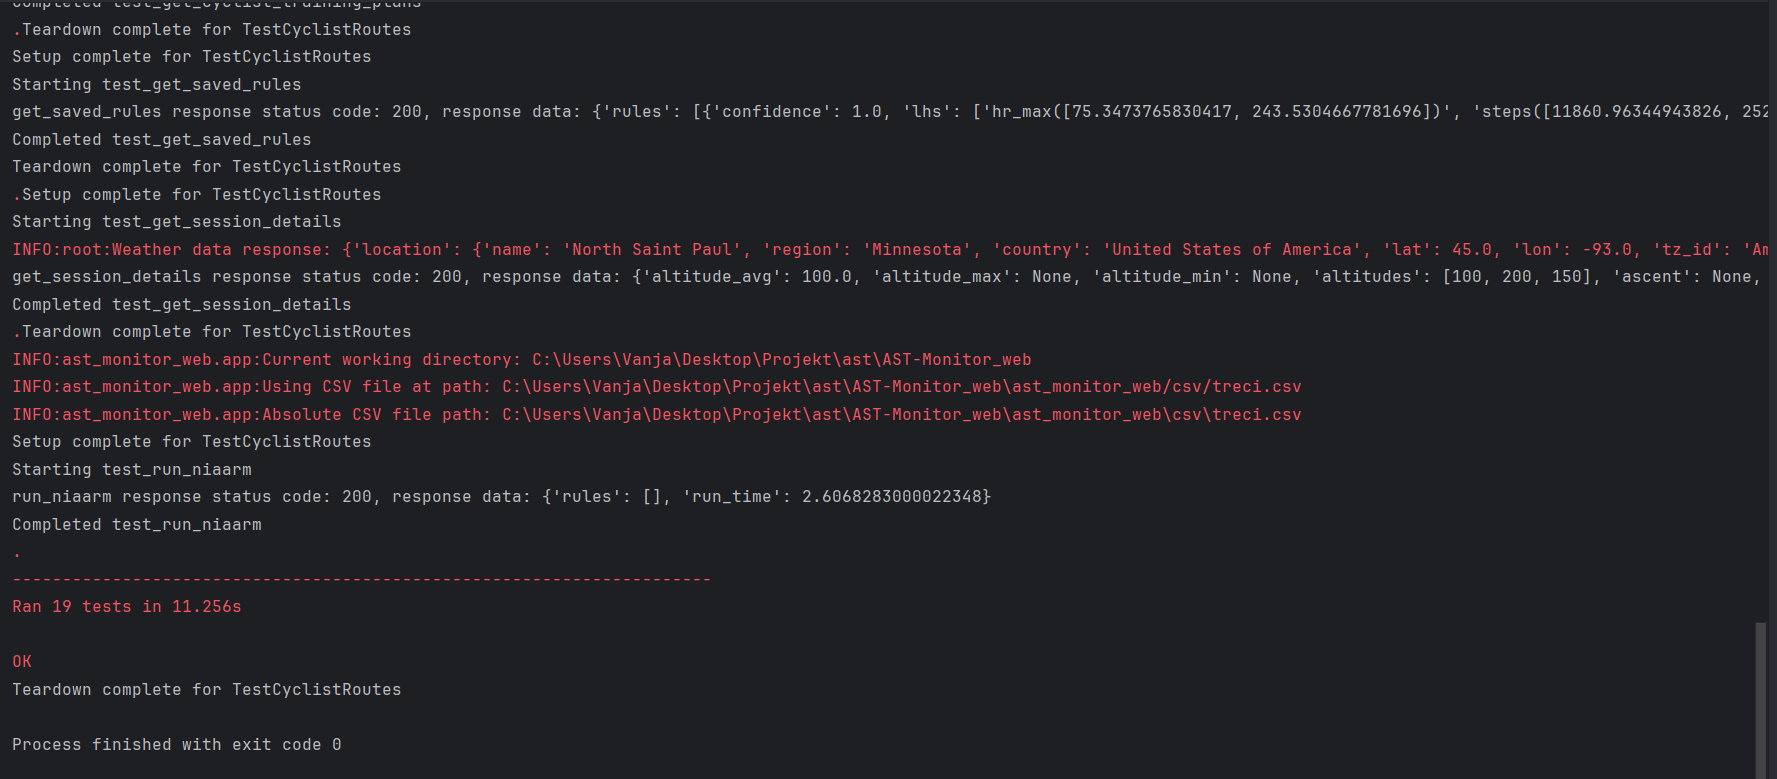 Completed test_get_cyclist_training_plans
.Teardown complete for TestCyclistRoutes
Setup complete for TestCyclistRoutes
Starting test_get_saved_rules
get_saved_rules response status code: 200, response data: {'rules': [{'confidence': 1.0, 'lhs': ['hr_max([75.3473765830417, 243.5304667781696])', 'steps([11860.96344943826, 252
Completed test_get_saved_rules
Teardown complete for TestCyclistRoutes
.Setup complete for TestCyclistRoutes
Starting test_get_session_details
INFO:root:Weather data response: {'location': {'name': 'North Saint Paul', 'region': 'Minnesota', 'country': 'United States of America', 'lat': 45.0, 'lon': -93.0, 'tz_id': 'Am
get_session_details response status code: 200, response data: {'altitude_avg': 100.0, 'altitude_max': None, 'altitude_min': None, 'altitudes': [100, 200, 150], 'ascent': None,
Completed test_get_session_details
.Teardown complete for TestCyclistRoutes
INFO:ast_monitor_web.app:Current working directory: C:\Users\Vanja\Desktop\Projekt\ast\AST-Monitor_web
INFO:ast_monitor_web.app:Using CSV file at path: C:\Users\Vanja\Desktop\Projekt\ast\AST-Monitor_web\ast_monitor_web/csv/treci.csv
INFO:ast_monitor_web.app:Absolute CSV file path: C:\Users\Vanja\Desktop\Projekt\ast\AST-Monitor_web\ast_monitor_web\csv\treci.csv
Setup complete for TestCyclistRoutes
Starting test_run_niaarm
run_niaarm response status code: 200, response data: {'rules': [], 'run_time': 2.6068283000022348}
Completed test_run_niaarm
.
----------------------------------------------------------------------
Ran 19 tests in 11.256s
OK
Teardown complete for TestCyclistRoutes
Process finished with exit code 0